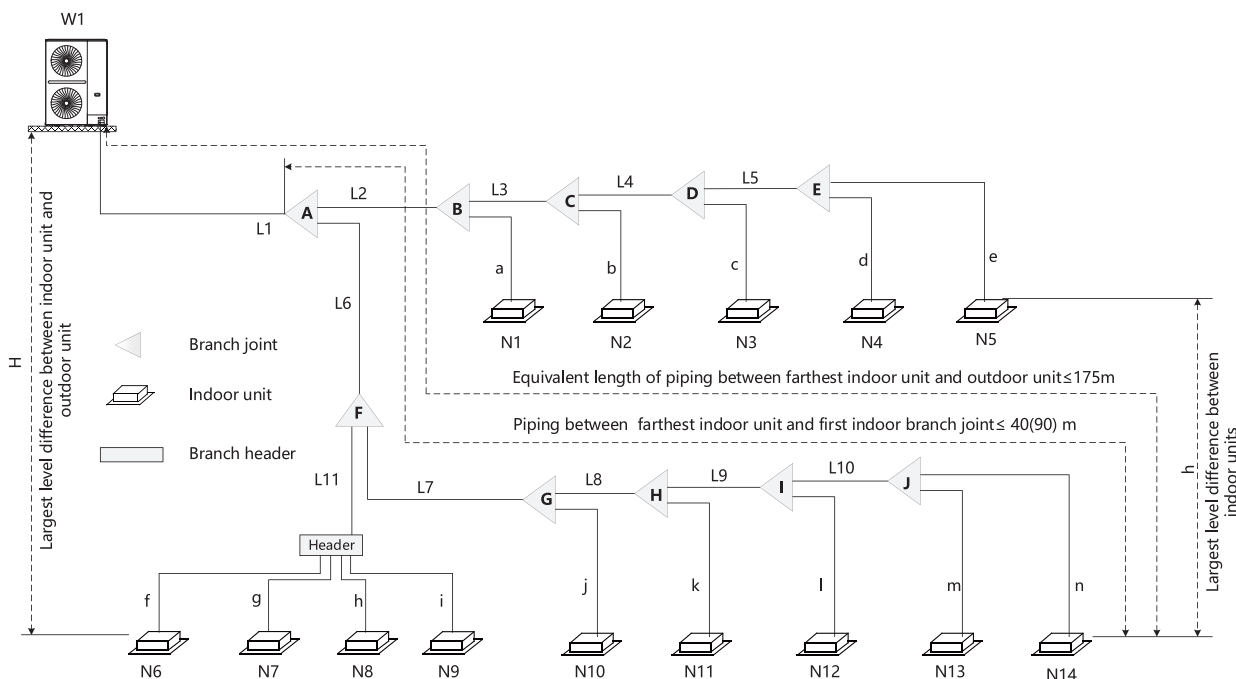 W1
L1
L2
L3
L4
L5
A
B
C
D
E
a
b
c
d
e
N1
N2
N3
N4
N5
L6
H
Largest level difference between indoor unit and
outdoor unit
Branch joint
Indoor unit
Branch header
Equivalent length of piping between farthest indoor unit and outdoor unit≤175m
Piping between farthest indoor unit and first indoor branch joint≤ 40(90) m
h
Largest level difference between
indoor units
F
L11
L7
L8
L9
L10
G
H
I
J
Header
f
g
h
i
j
k
l
m
n
N6
N7
N8
N9
N10
N11
N12
N13
N14